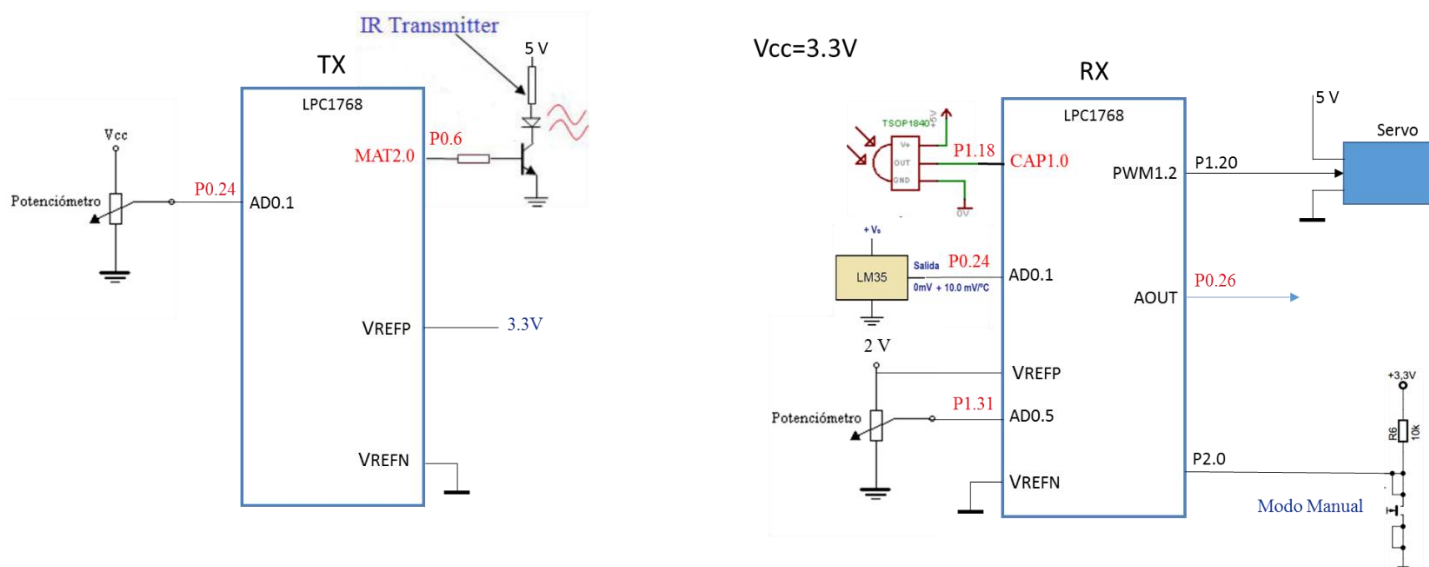 IR Transmitter
5 V
TX
LPC1768
Vcc
P0.6
MAT2.0
P0.24
Potenciómetro
AD0.1
VREFP
3.3V
VREFN
Vcc=3.3V
RX
LPC1768
TSOP1840
+5V
V+
OUT
GND
0V
P1.18
CAP1.0
5 V
Servo
PWM1.2
P1.20
+ Vs
LM35
Salida
P0.24
0mV + 10.0 mV/ºC
AD0.1
P0.26
AOUT
2 V
VREFP
P1.31
Potenciómetro
AD0.5
+3,3V
R6
10k
P2.0
VREFN
Modo Manual